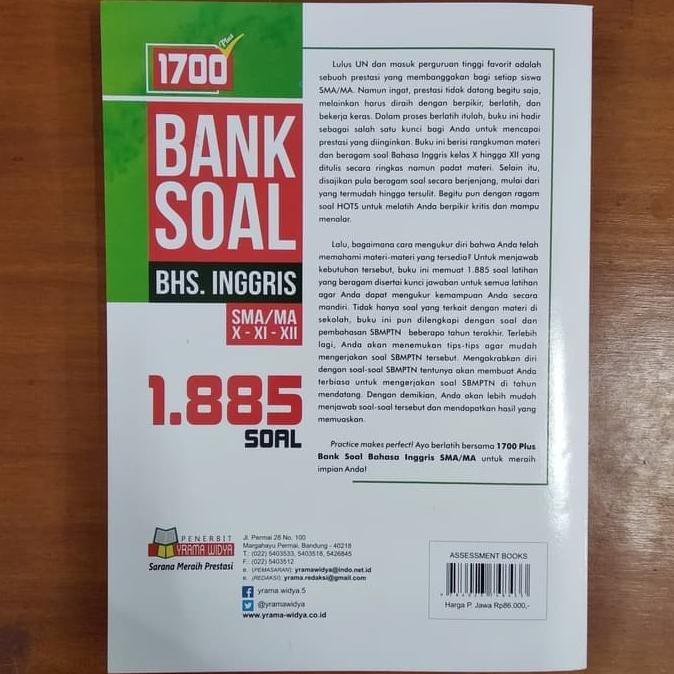 1700 Plus
BANK
SOAL
BHS. INGGRIS
SMA/MA
X - XI - XII
1.885
SOAL
Lulus UN dan masuk perguruan tinggi favorit adalah
sebuah prestasi yang membanggakan bagi setiap siswa
SMA/MA. Namun ingat, prestasi tidak datang begitu saja,
melainkan harus diraih dengan berpikir, berlatih, dan
bekerja keras. Dalam proses berlatih itulah, buku ini hadir
sebagai salah satu kunci bagi Anda untuk mencapai
prestasi yang diinginkan. Buku ini berisi rangkuman materi
dan beragam soal Bahasa Inggris kelas X hingga XII yang
ditulis secara ringkas namun padat materi. Selain itu,
disajikan pula beragam soal secara berjenjang, mulai dari
yang termudah hingga tersulit. Begitu pun dengan ragam
soal HOTS untuk melatih Anda berpikir kritis dan mampu
menalar.
Lalu, bagaimana cara mengukur diri bahwa Anda telah
memahami materi-materi yang tersedia? Untuk menjawab
kebutuhan tersebut, buku ini memuat 1.885 soal latihan
yang beragam disertai kunci jawaban untuk semua latihan
agar Anda dapat mengukur kemampuan Anda secara
mandiri. Tidak hanya soal yang terkait dengan materi di
sekolah, buku ini pun dilengkapi dengan soal dan
pembahasan SBMPTN beberapa tahun terakhir. Terlebih
lagi, Anda akan menemukan tips-tips agar mudah
mengerjakan soal SBMPTN tersebut. Mengakrabkan diri
dengan soal-soal SBMPTN tentunya akan membuat Anda
terbiasa untuk mengerjakan soal SBMPTN di tahun
mendatang. Dengan demikian, Anda akan lebih mudah
menjawab soal-soal tersebut dan mendapatkan hasil yang
memuaskan.
Practice makes perfect! Ayo berlatih bersama 1700 Plus
Bank Soal Bahasa Inggris SMA/MA untuk meraih
impian Anda!
PENERBIT
YRAMA WIDYA
Sarana Meraih Prestasi
Jl. Permai 28 No. 100
Margahayu Permai, Bandung - 40218
T.: (022) 5403533, 5403518, 5426845
F.: (022) 5403512
e. (PEMASARAN): yramawidya@indo.net.id
e. (REDAKSI): yrama.redaksi@gmail.com
yrama.widya.5
@yramawidya
www.yrama-widya.co.id
ASSESSMENT BOOKS
Harga P. Jawa Rp86.000,-